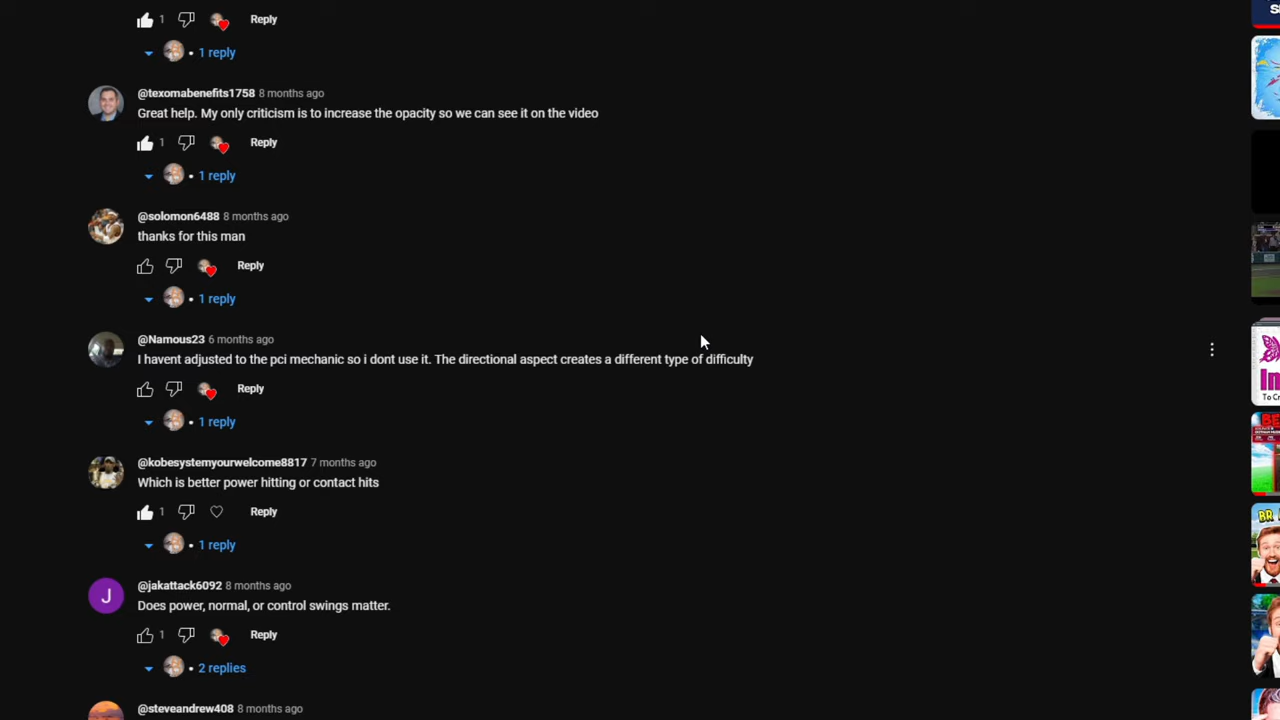 1 Reply
• 1 reply
@texomabenefits1758 8 months ago
Great help. My only criticism is to increase the opacity so we can see it on the video
1 Reply
• 1 reply
@solomon6488 8 months ago
thanks for this man
Reply
• 1 reply
@Namous23 6 months ago
I havent adjusted to the pci mechanic so i dont use it. The directional aspect creates a different type of difficulty
Reply
• 1 reply
@kobesystemyourwelcome8817 7 months ago
Which is better power hitting or contact hits
1 Reply
• 1 reply
@jakattack6092 8 months ago
Does power, normal, or control swings matter.
1 Reply
• 2 replies
@steveandrew408 8 months ago